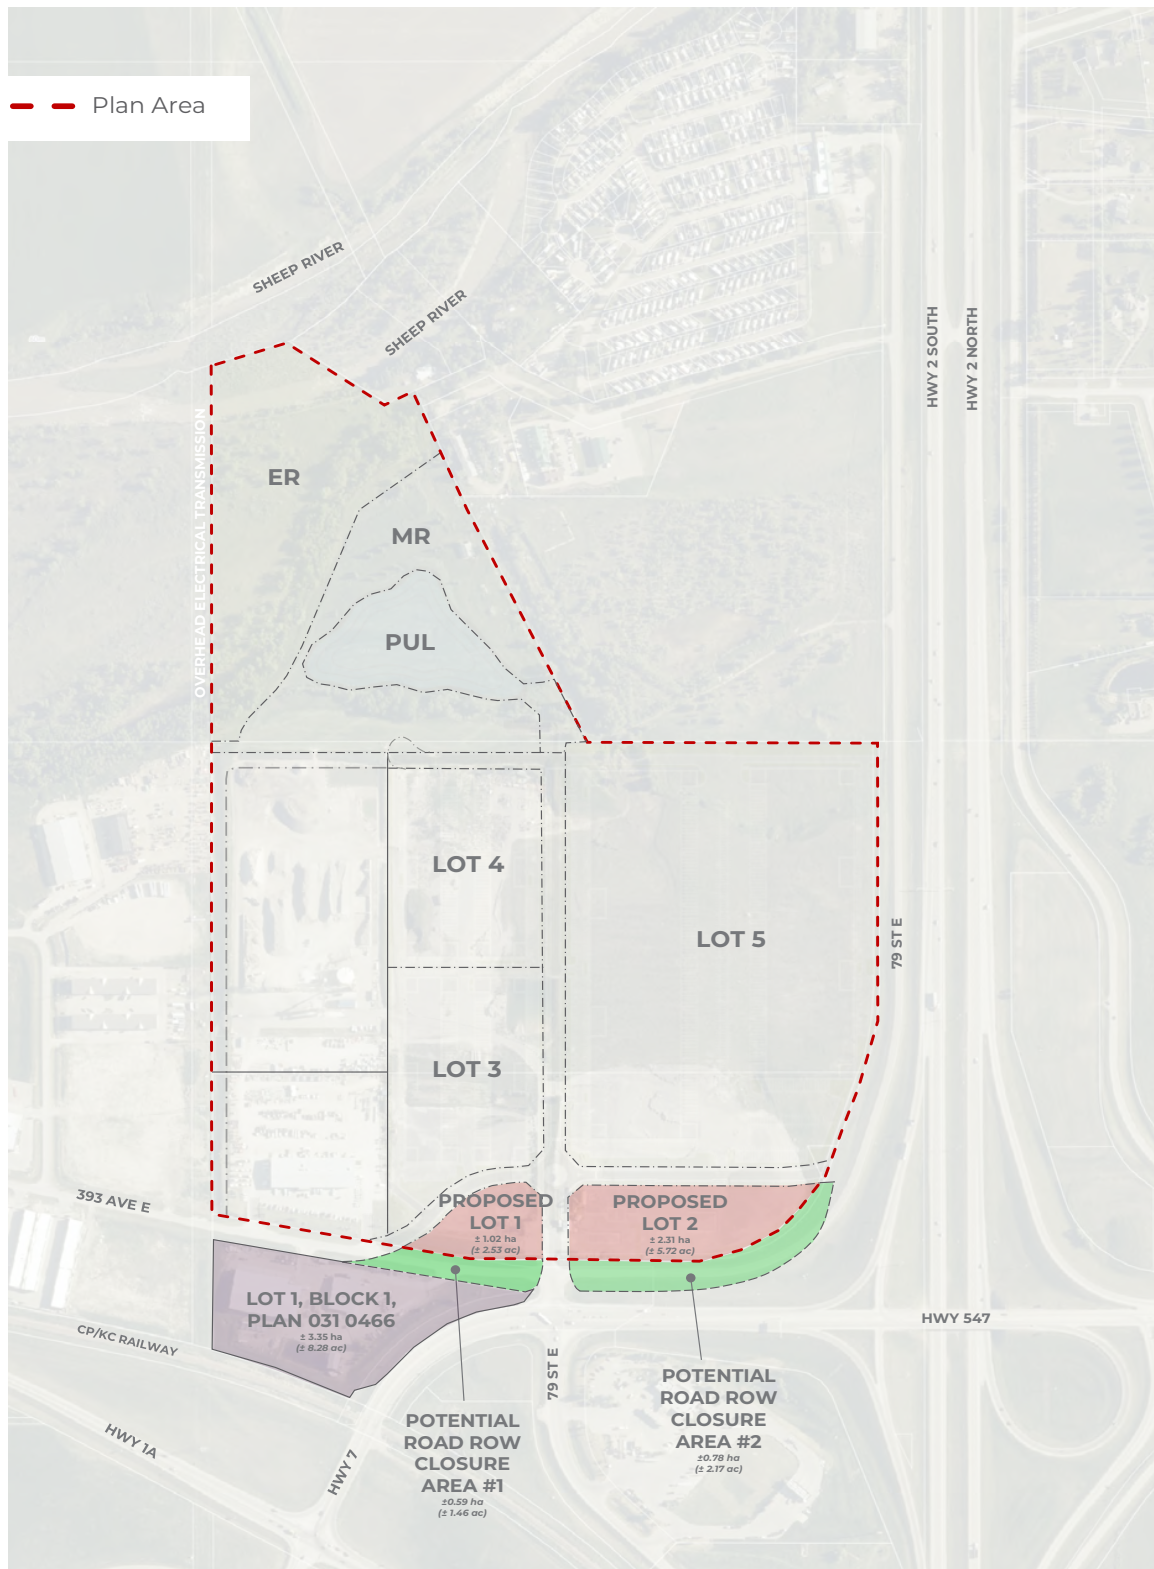 Plan Area
SHEEP RIVER
SHEEP RIVER
HWY 2 SOUTH
HWY 2 NORTH
OVERHEAD ELECTRICAL TRANSMISSION
ER
MR
PUL
LOT 4
LOT 5
79 ST E
LOT 3
393 AVE E
PROPOSED
LOT 1
± 1.02 ha
(± 2.53 ac)
PROPOSED
LOT 2
± 2.31 ha
(± 5.72 ac)
LOT 1, BLOCK 1,
PLAN 031 0466
± 3.35 ha
(± 8.28 ac)
CP/KC RAILWAY
HWY 547
79 ST E
HWY 1A
HWY 7
POTENTIAL
ROAD ROW
CLOSURE
AREA #1
±0.59 ha
(± 1.46 ac)
POTENTIAL
ROAD ROW
CLOSURE
AREA #2
±0.78 ha
(± 2.17 ac)